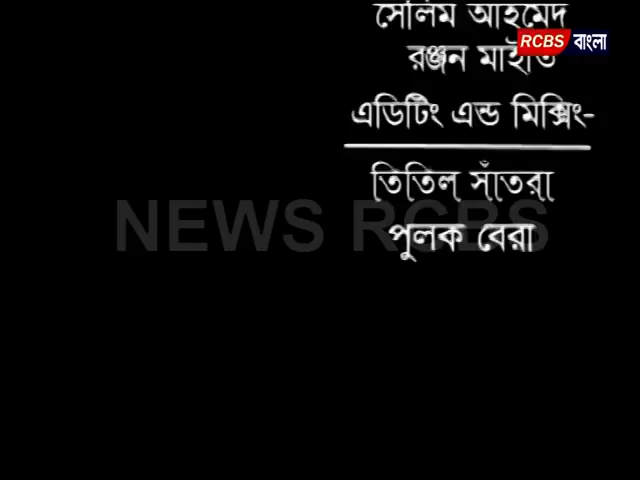 সেলিম আহমেদ
RCBS বাংলা
রঞ্জন মাইতি
এডিটিং এন্ড মিক্সিং-
তিতিল সাঁতরা
NEWS RCBS
পুলক বেরা